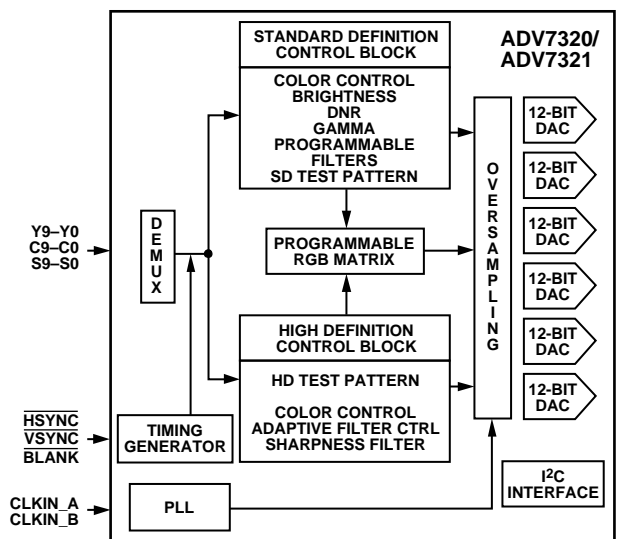 STANDARD DEFINITION
CONTROL BLOCK
COLOR CONTROL
BRIGHTNESS
DNR
GAMMA
PROGRAMMABLE
FILTERS
SD TEST PATTERN
ADV7320/
ADV7321
12-BIT
DAC
12-BIT
DAC
12-BIT
DAC
12-BIT
DAC
12-BIT
DAC
12-BIT
DAC
OVERSAMPLING
Y9–Y0
C9–C0
S9–S0
DEMUX
PROGRAMMABLE
RGB MATRIX
HIGH DEFINITION
CONTROL BLOCK
HD TEST PATTERN
COLOR CONTROL
ADAPTIVE FILTER CTRL
SHARPNESS FILTER
HSYNC
VSYNC
BLANK
TIMING
GENERATOR
CLKIN_A
CLKIN_B
PLL
I²C
INTERFACE